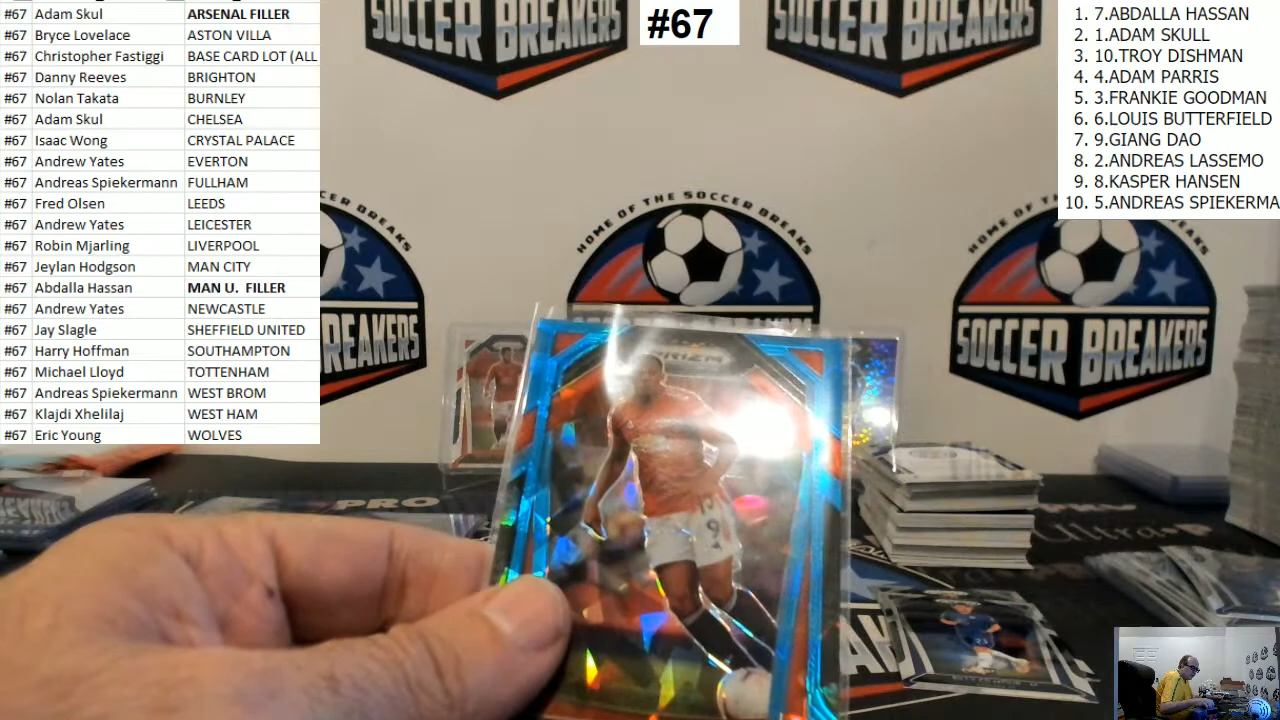 #67 Adam Skul ARSENAL FILLER
#67 Bryce Lovelace ASTON VILLA
#67 Christopher Fastiggi BASE CARD LOT (ALL
#67 Danny Reeves BRIGHTON
#67 Nolan Takata BURNLEY
#67 Adam Skul CHELSEA
#67 Isaac Wong CRYSTAL PALACE
#67 Andrew Yates EVERTON
#67 Andreas Spiekermann FULLHAM
#67 Fred Olsen LEEDS
#67 Andrew Yates LEICESTER
#67 Robin Mjarling LIVERPOOL
#67 Jeylan Hodgson MAN CITY
#67 Abdalla Hassan MAN U. FILLER
#67 Andrew Yates NEWCASTLE
#67 Jay Slagle SHEFFIELD UNITED
#67 Harry Hoffman SOUTHAMPTON
#67 Michael Lloyd TOTTENHAM
#67 Andreas Spiekermann WEST BROM
#67 Klajdi Xhelilaj WEST HAM
#67 Eric Young WOLVES
SOCCER BREAKERS
#67
SOCCER BREAKERS
1. 7.ABDALLA HASSAN
2. 1.ADAM SKULL
3. 10.TROY DISHMAN
4. 4.ADAM PARRIS
5. 3.FRANKIE GOODMAN
6. 6.LOUIS BUTTERFIELD
7. 9.GIANG DAO
8. 2.ANDREAS LASSEMO
9. 8.KASPER HANSEN
10. 5.ANDREAS SPIEKERMA
HOME OF THE SOCCER BREAKS
BREAKERS
SOCCER BREAKERS
PRIZM
9
PRO
Ultra